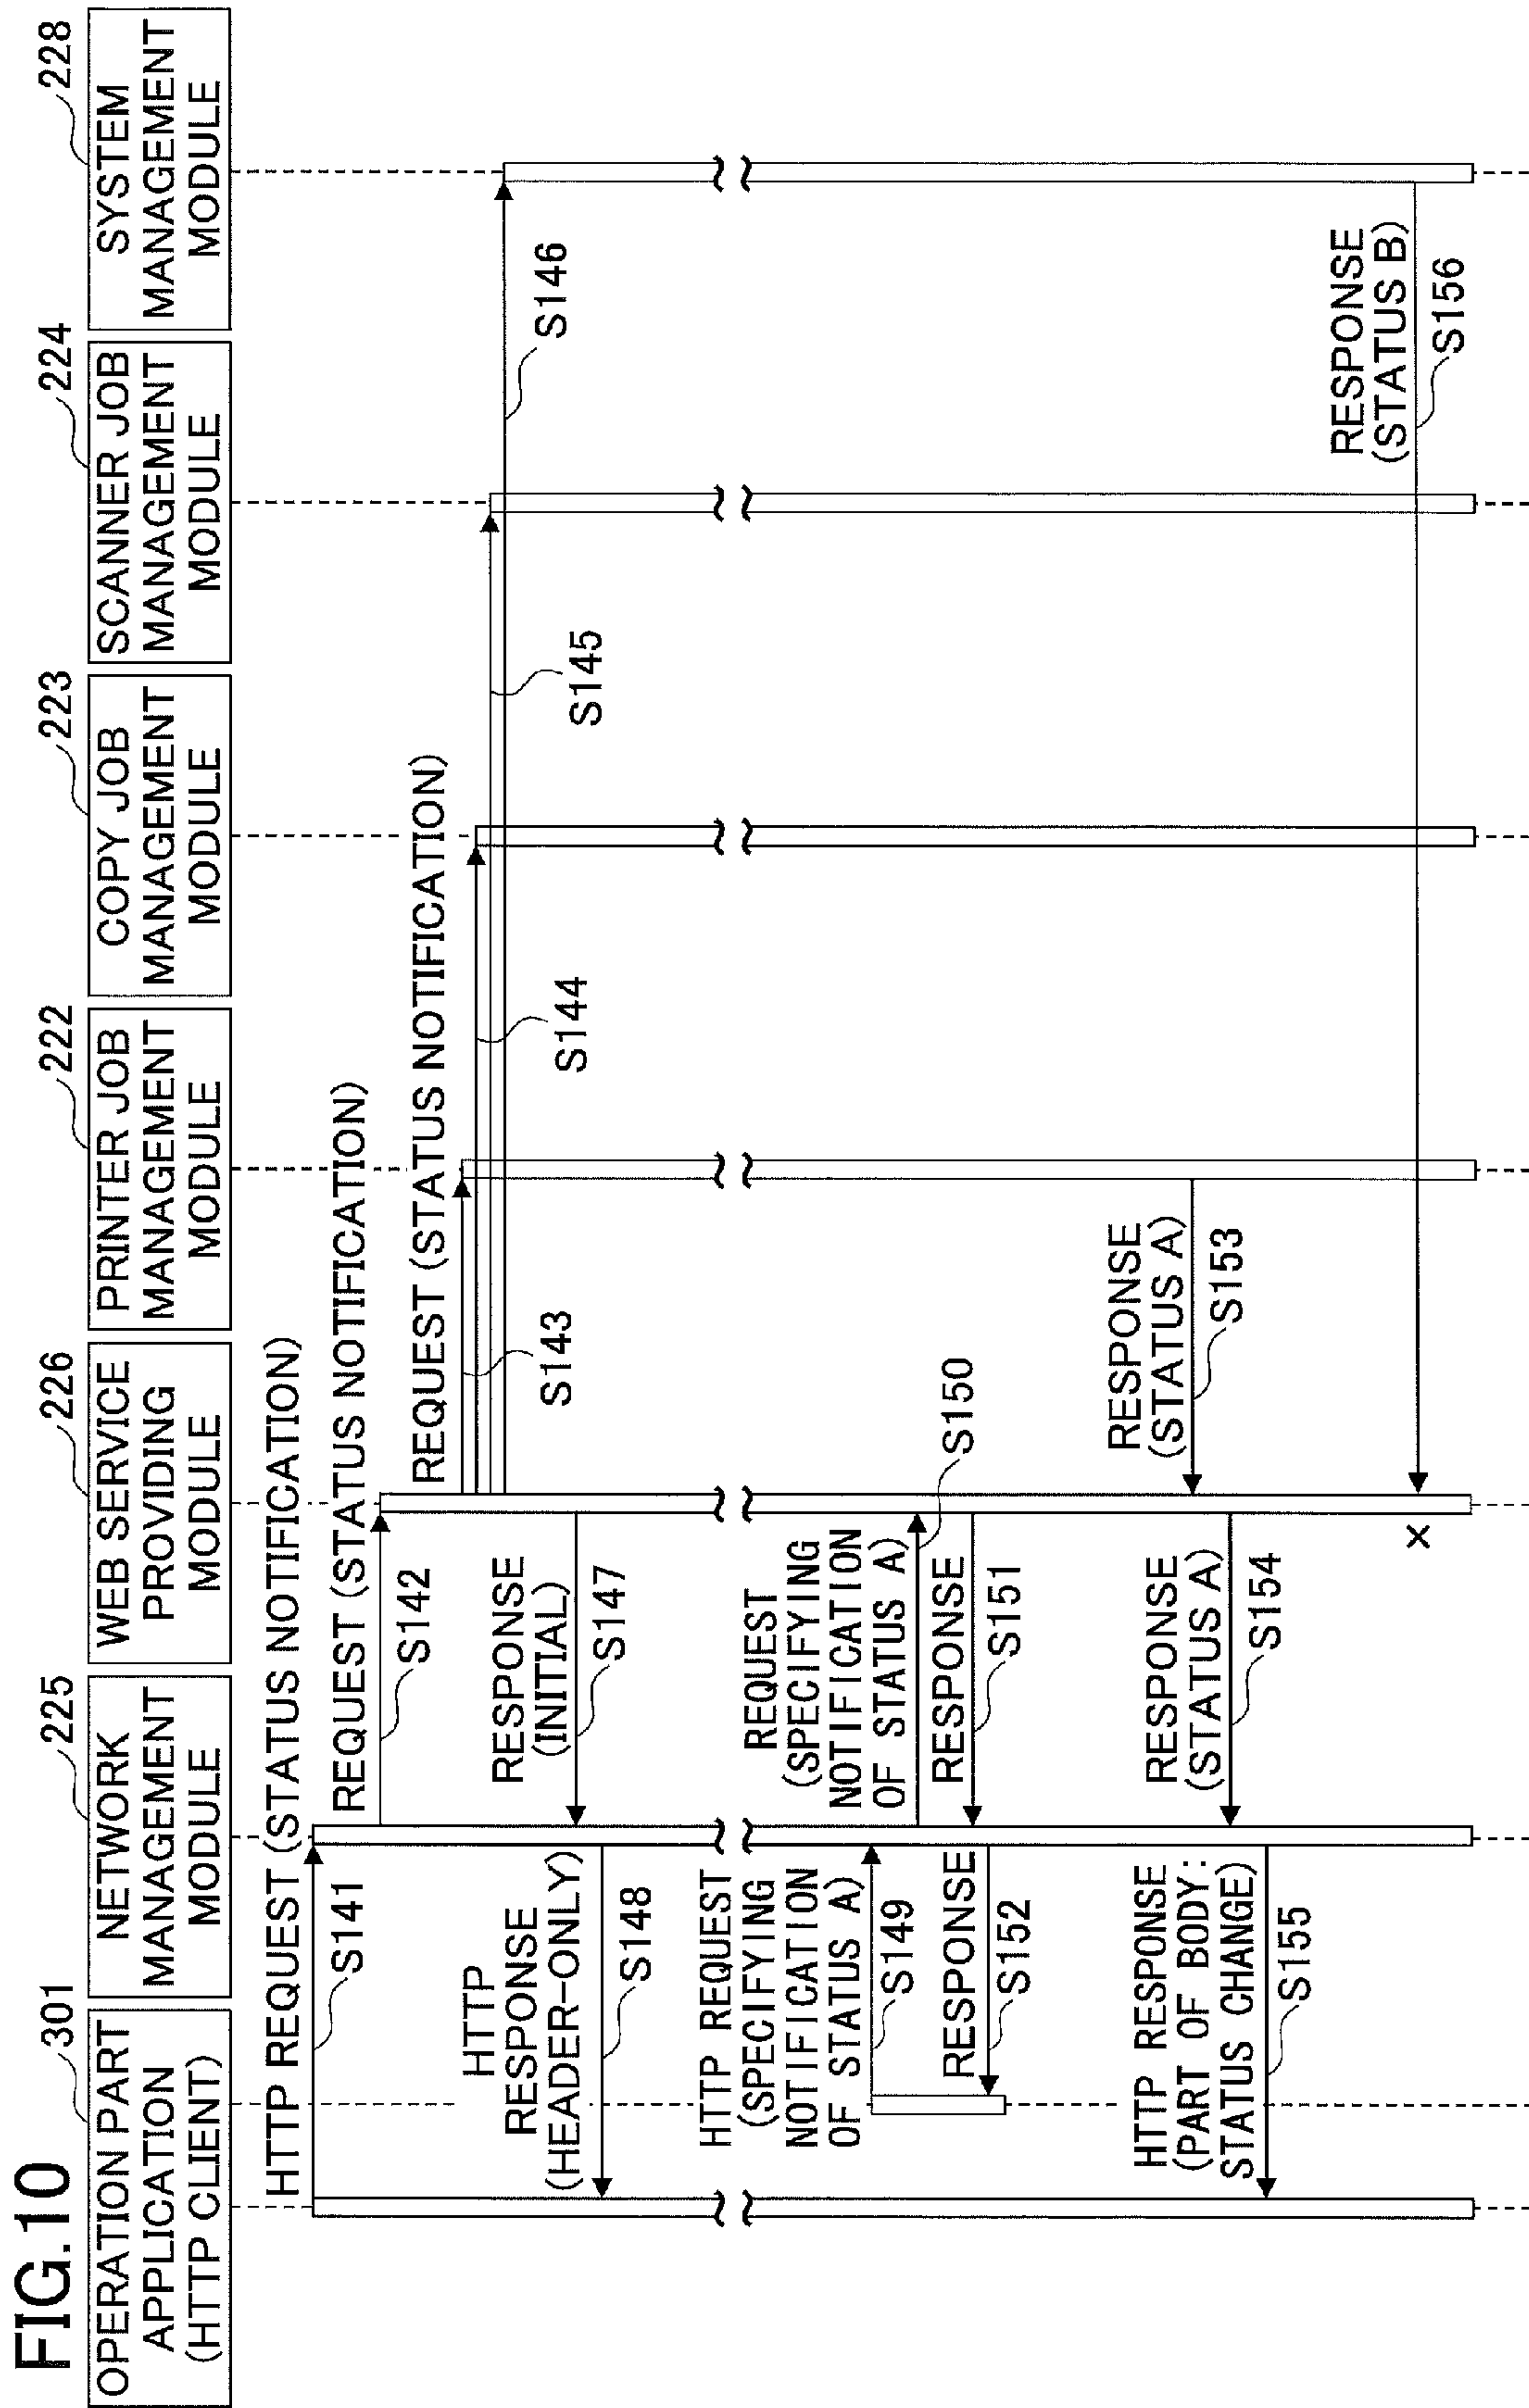 FIG.10
301
OPERATION PART
APPLICATION
(HTTP CLIENT)
225
NETWORK
MANAGEMENT
MODULE
226
WEB SERVICE
PROVIDING
MODULE
222
PRINTER JOB
MANAGEMENT
MODULE
223
COPY JOB
MANAGEMENT
MODULE
224
SCANNER JOB
MANAGEMENT
MODULE
228
SYSTEM
MANAGEMENT
MODULE
HTTP REQUEST (STATUS NOTIFICATION)
S141
REQUEST (STATUS NOTIFICATION)
S142
REQUEST (STATUS NOTIFICATION)
S143
S144
S145
S146
RESPONSE
(INITIAL)
S147
HTTP
RESPONSE
(HEADER-ONLY)
S148
HTTP REQUEST
(SPECIFYING
NOTIFICATION
OF STATUS A)
S149
REQUEST
(SPECIFYING
NOTIFICATION
OF STATUS A)
S150
RESPONSE
S151
RESPONSE
S152
RESPONSE
(STATUS A)
S153
RESPONSE
(STATUS A)
S154
HTTP RESPONSE
(PART OF BODY:
STATUS CHANGE)
S155
RESPONSE
(STATUS B)
S156
×